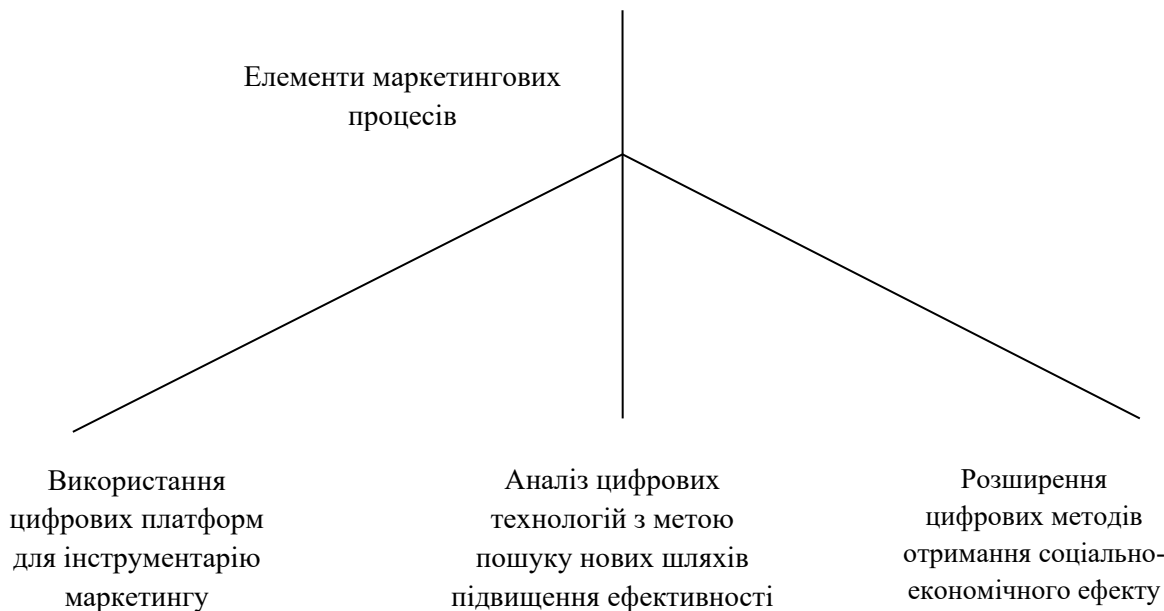 Елементи маркетингових
процесів
Використання
цифрових платформ
для інструментарію
маркетингу
Аналіз цифрових
технологій з метою
пошуку нових шляхів
підвищення ефективності
Розширення
цифрових методів
отримання соціально-
економічного ефекту